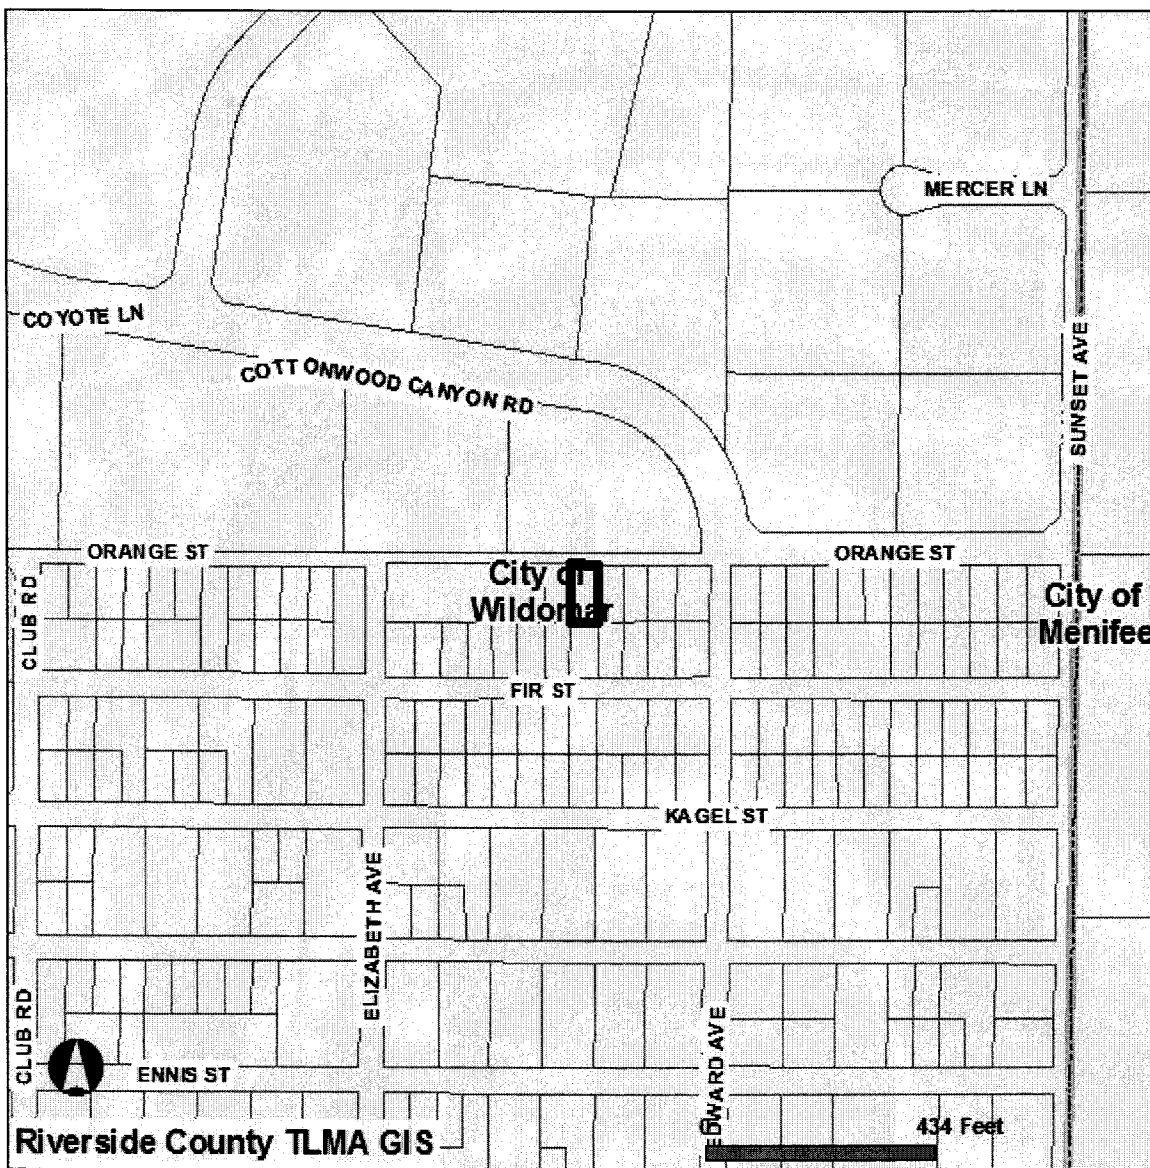 MERCER LN
COYOTE LN
SUNSET AVE
COTTONWOOD CANYON RD
ORANGE ST
ORANGE ST
CLUB RD
City of
Wildomar
City of
Menifee
FIR ST
KAGEL ST
ELIZABETH AVE
CLUB RD
EDWARD AVE
ENNIS ST
0
434 Feet
Riverside County TLMA GIS